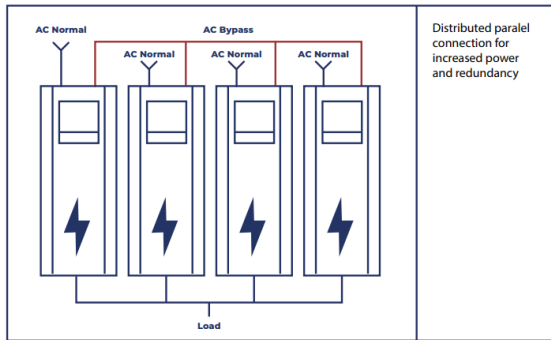 AC Normal
AC Bypass
AC Normal
AC Normal
AC Normal
Load
Distributed paralel
connection for
increased power
and redundancy